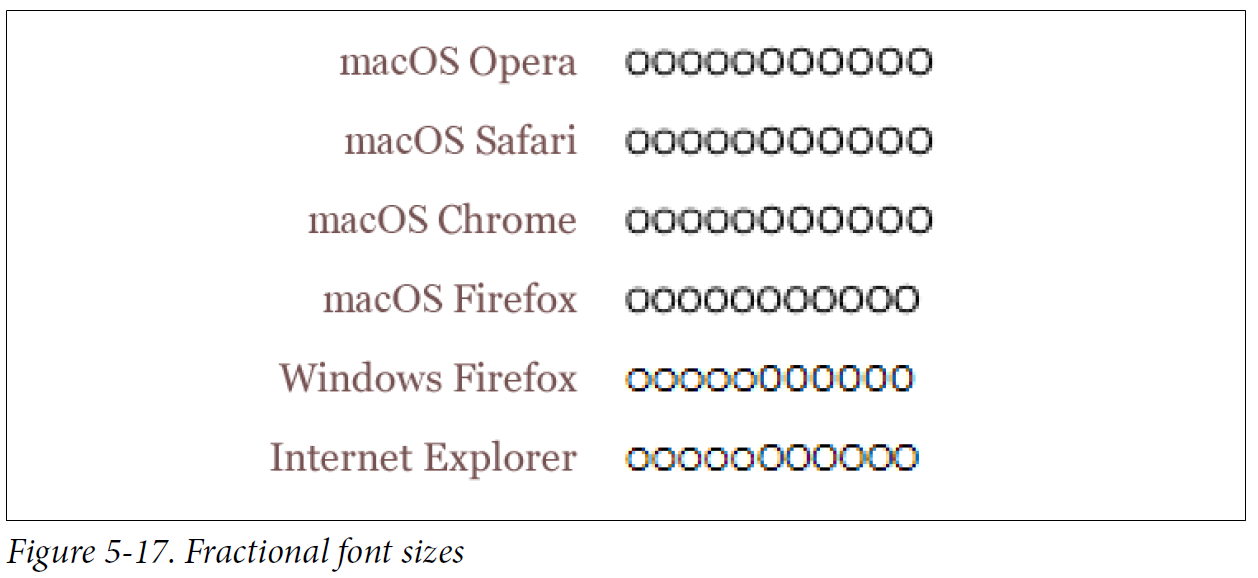 macOS Opera ooooooooooo
macOS Safari ooooooooooo
macOS Chrome ooooooooooo
macOS Firefox ooooooooooo
Windows Firefox ooooooooooo
Internet Explorer ooooooooooo
Figure 5-17. Fractional font sizes